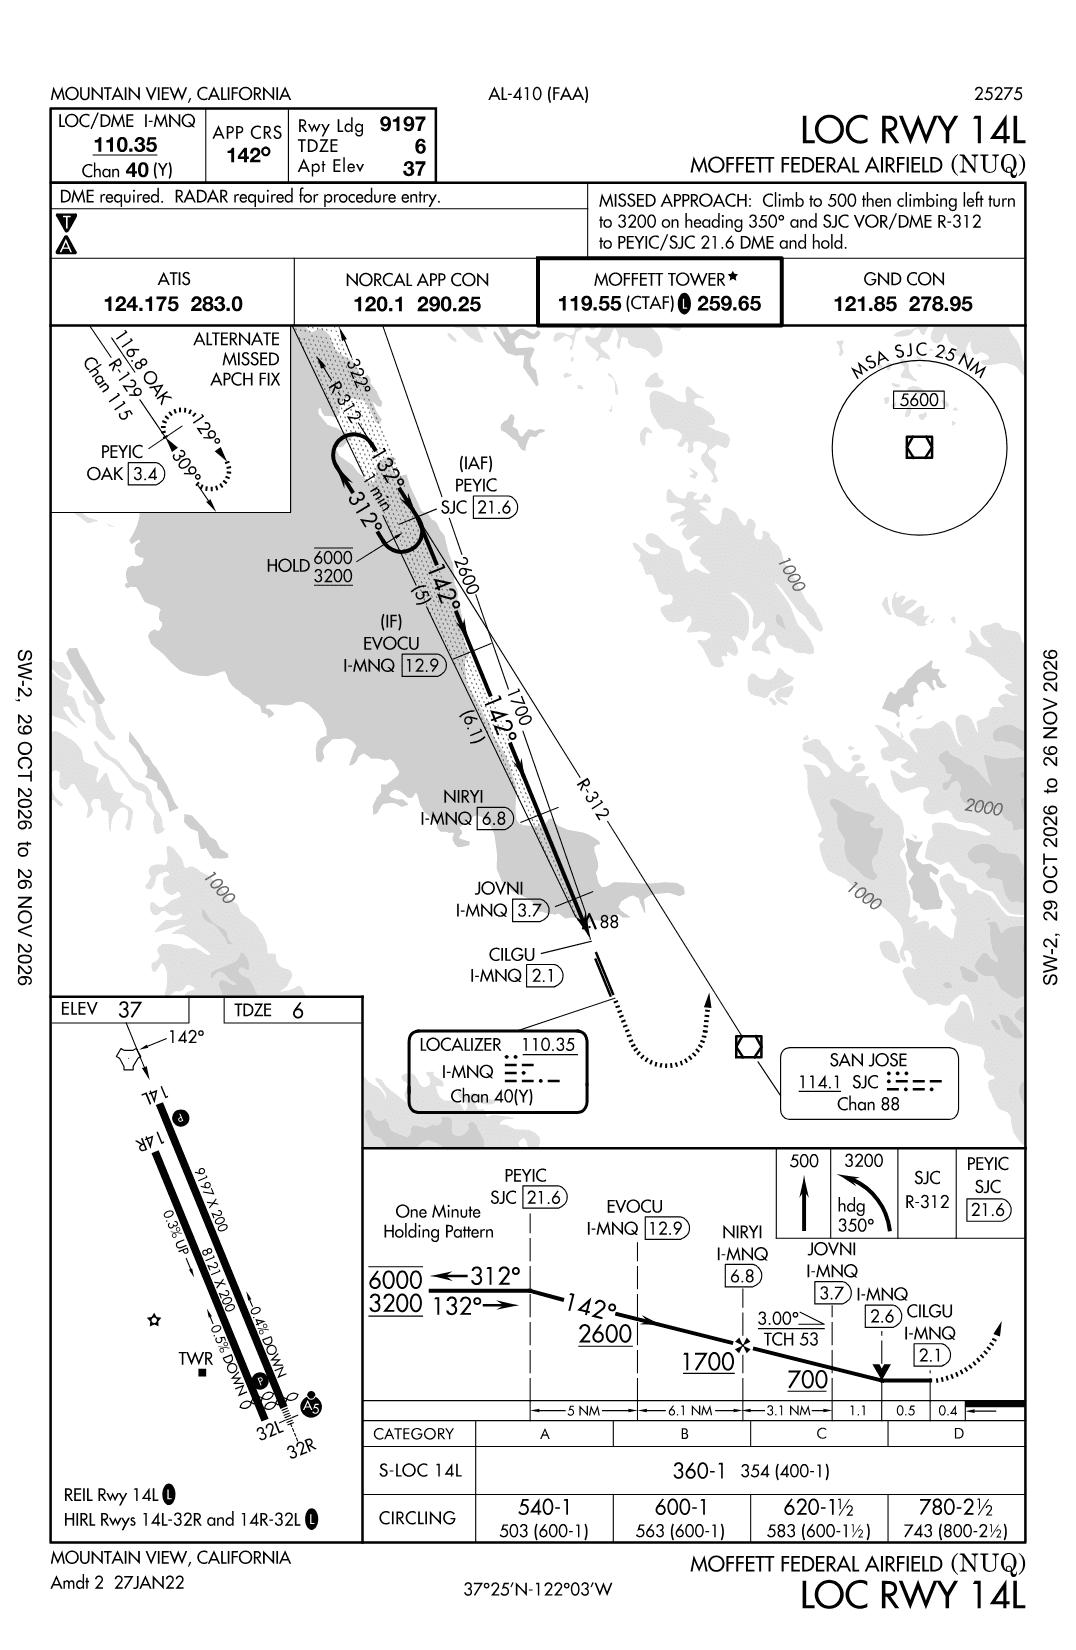 MOUNTAIN VIEW, CALIFORNIA
AL-410 (FAA)
25275
LOC/DME I-MNQ
110.35
Chan 40 (Y)
APP CRS
142°
Rwy Ldg 9197
TDZE 6
Apt Elev 37
LOC RWY 14L
MOFFETT FEDERAL AIRFIELD (NUQ)
DME required. RADAR required for procedure entry.
T
A
MISSED APPROACH: Climb to 500 then climbing left turn
to 3200 on heading 350° and SJC VOR/DME R-312
to PEYIC/SJC 21.6 DME and hold.
ATIS
124.175 283.0
NORCAL APP CON
120.1 290.25
MOFFETT TOWER★
119.55 (CTAF) L 259.65
GND CON
121.85 278.95
ALTERNATE
MISSED
APCH FIX
116.8 OAK
R-129
Chan 115
PEYIC
OAK 3.4
129°
309°
322°
R-312
132°
1 min
312°
(IAF)
PEYIC
SJC 21.6
HOLD 6000
3200
2600
142°
(5)
(IF)
EVOCU
I-MNQ 12.9
1700
142°
(6.1)
R-312
NIRYI
I-MNQ 6.8
JOVNI
I-MNQ 3.7
88
CILGU
I-MNQ 2.1
MSA SJC 25 NM
5600
1000
2000
1000
1000
LOCALIZER 110.35
I-MNQ
Chan 40(Y)
SAN JOSE
114.1 SJC
Chan 88
SW-2, 29 OCT 2026 to 26 NOV 2026
SW-2, 29 OCT 2026 to 26 NOV 2026
ELEV 37
TDZE 6
142°
14L
14R
P
9197 X 200
0.3% UP
8121 X 200
0.4% DOWN
0.5% DOWN
TWR
P
A5
32L
32R
REIL Rwy 14L L
HIRL Rwys 14L-32R and 14R-32L L
One Minute
Holding Pattern
PEYIC
SJC 21.6
EVOCU
I-MNQ 12.9
NIRYI
I-MNQ
6.8
JOVNI
I-MNQ
3.7
I-MNQ
2.6
CILGU
I-MNQ
2.1
500
3200
hdg
350°
SJC
R-312
PEYIC
SJC
21.6
6000
3200
312°
132°
142°
2600
1700
3.00°
TCH 53
700
5 NM
6.1 NM
3.1 NM
1.1
0.5
0.4
CATEGORY A B C D
S-LOC 14L 360-1 354 (400-1)
CIRCLING
540-1
503 (600-1)
600-1
563 (600-1)
620-1½
583 (600-1½)
780-2½
743 (800-2½)
MOUNTAIN VIEW, CALIFORNIA
Amdt 2 27JAN22
37°25'N-122°03'W
MOFFETT FEDERAL AIRFIELD (NUQ)
LOC RWY 14L